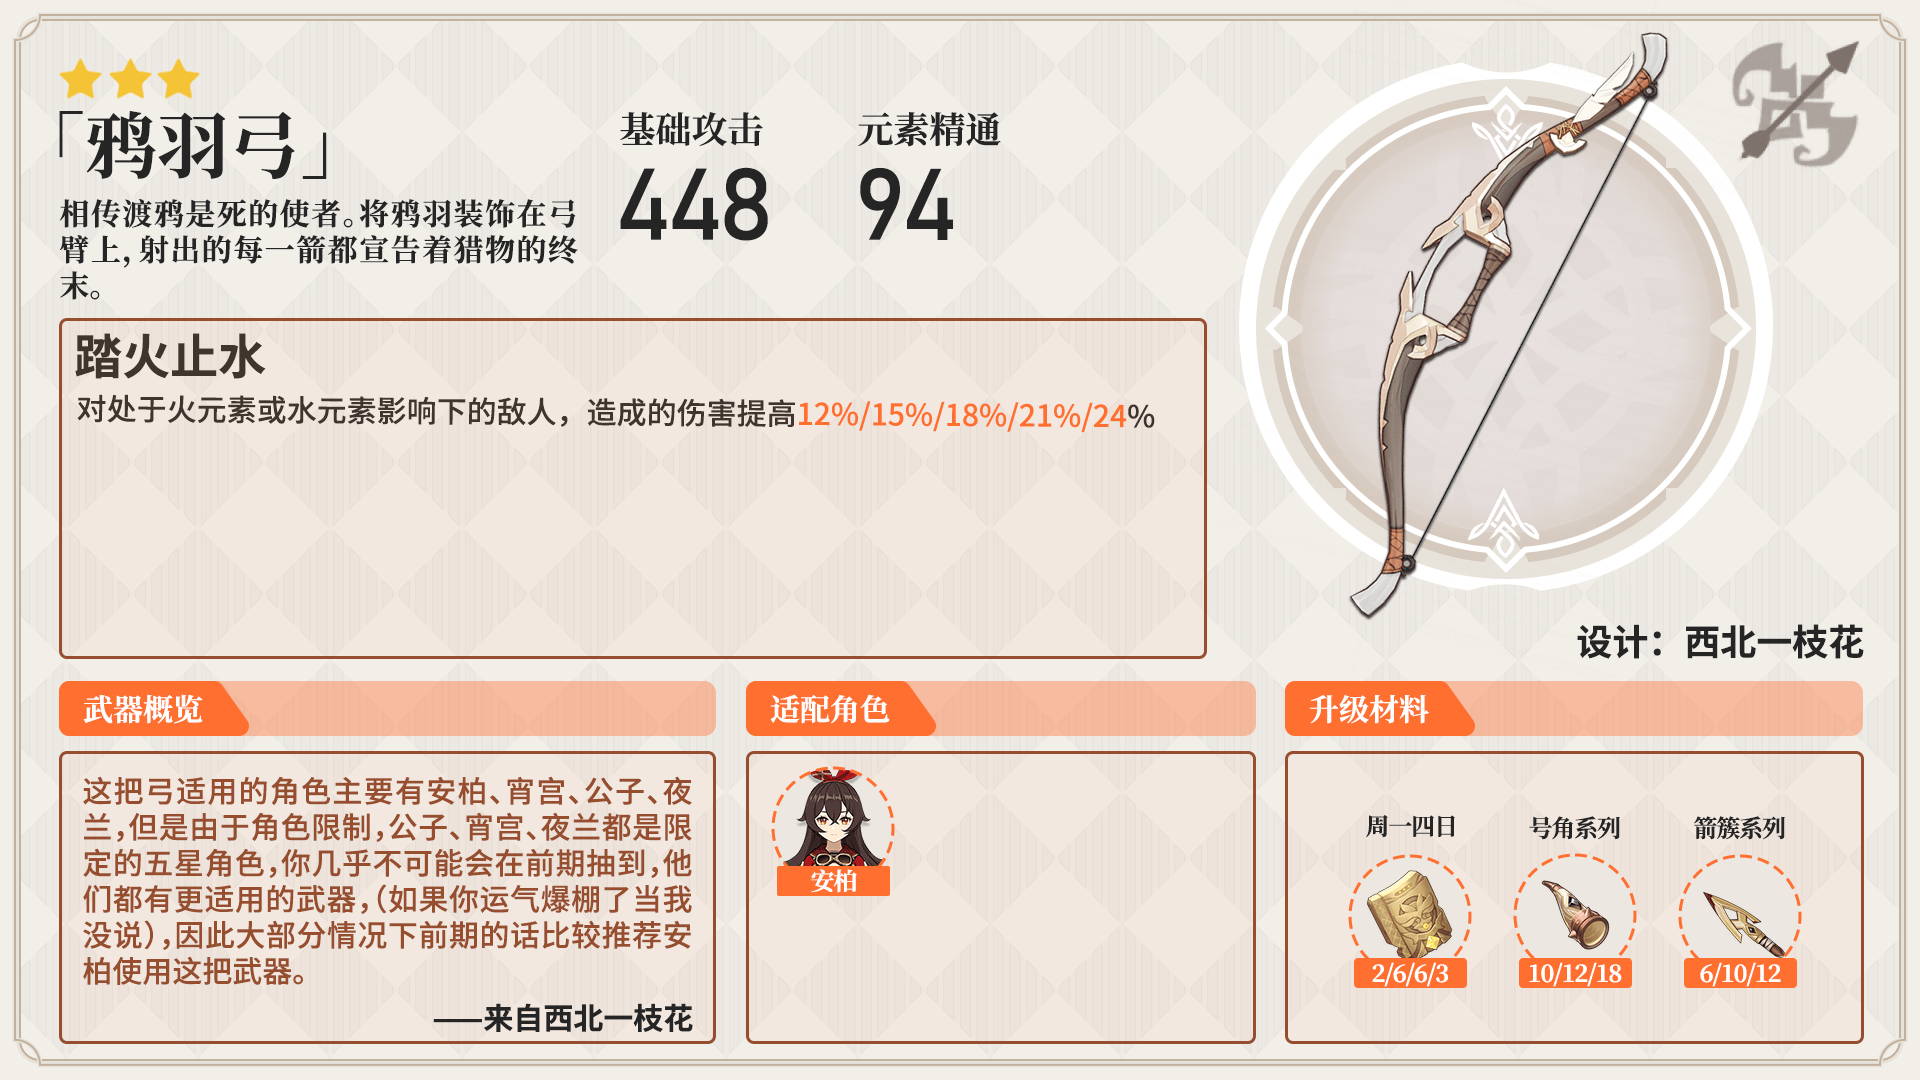 「鸦羽弓」
相传渡鸦是死的使者。将鸦羽装饰在弓
臂上，射出的每一箭都宣告着猎物的终
末。
基础攻击
448
元素精通
94
踏火止水
对处于火元素或水元素影响下的敌人，造成的伤害提高12%/15%/18%/21%/24%
设计：西北一枝花
武器概览
这把弓适用的角色主要有安柏、宵宫、公子、夜
兰，但是由于角色限制，公子、宵宫、夜兰都是限
定的五星角色，你几乎不可能会在前期抽到，他
们都有更适用的武器，（如果你运气爆棚了当我
没说），因此大部分情况下前期的话比较推荐安
柏使用这把武器。
——来自西北一枝花
适配角色
安柏
升级材料
周一四日
2/6/6/3
号角系列
10/12/18
箭簇系列
6/10/12